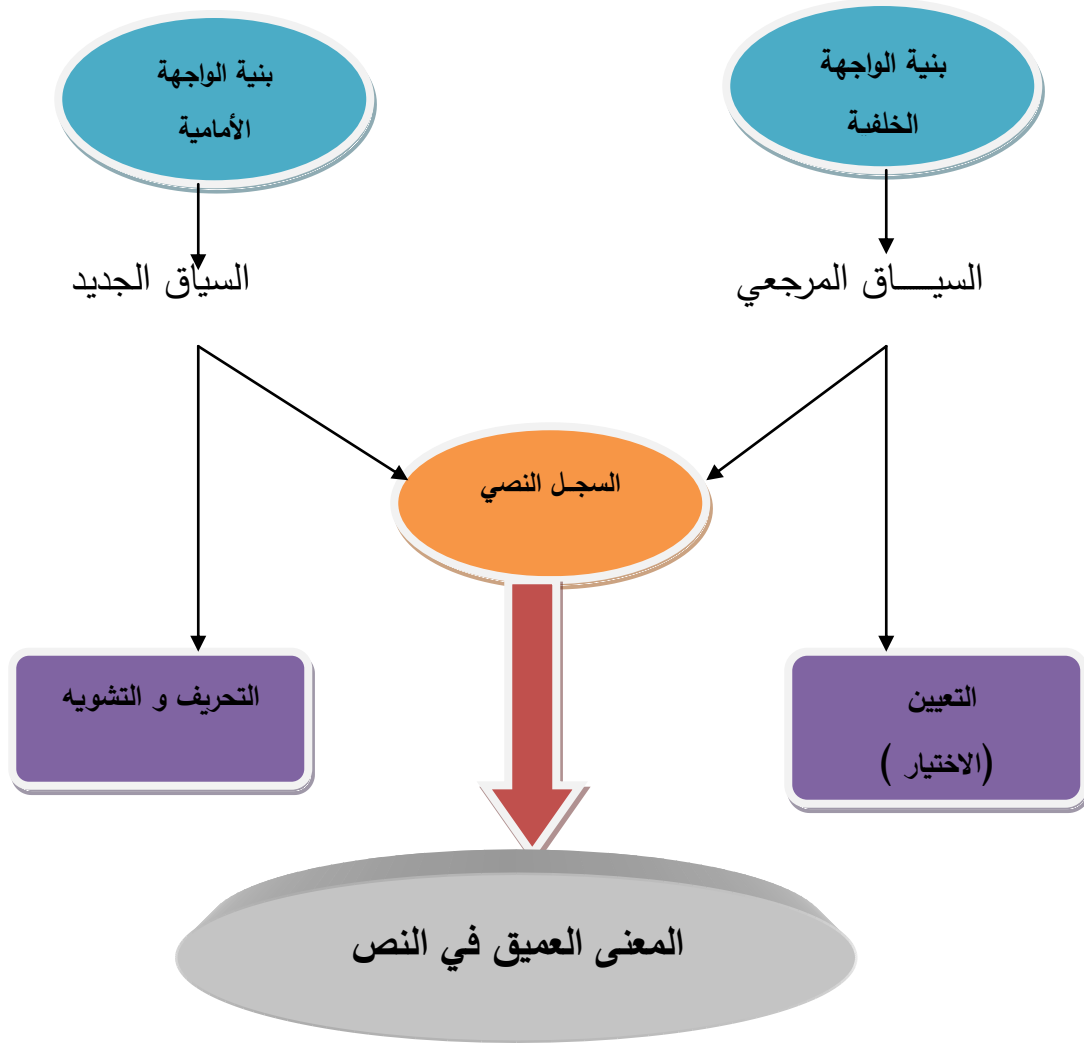 بنية الواجهة
الخلفية
بنية الواجهة
الأمامية
السيـــاق المرجعي
السياق الجديد
السجـل النصي
التعيين
(الاختيار )
التحريف و التشويه
المعنى العميق في النص